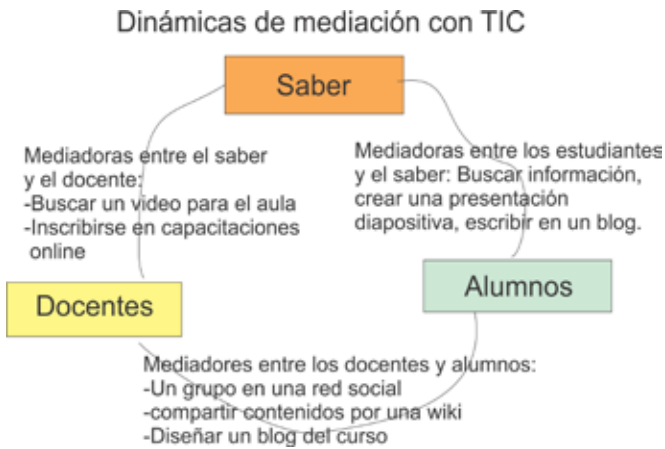 Dinámicas de mediación con TIC
Saber
Mediadoras entre el saber
y el docente:
-Buscar un video para el aula
-Inscribirse en capacitaciones
online
Mediadoras entre los estudiantes
y el saber: Buscar información,
crear una presentación
diapositiva, escribir en un blog.
Docentes
Alumnos
Mediadores entre los docentes y alumnos:
-Un grupo en una red social
-compartir contenidos por una wiki
-Diseñar un blog del curso